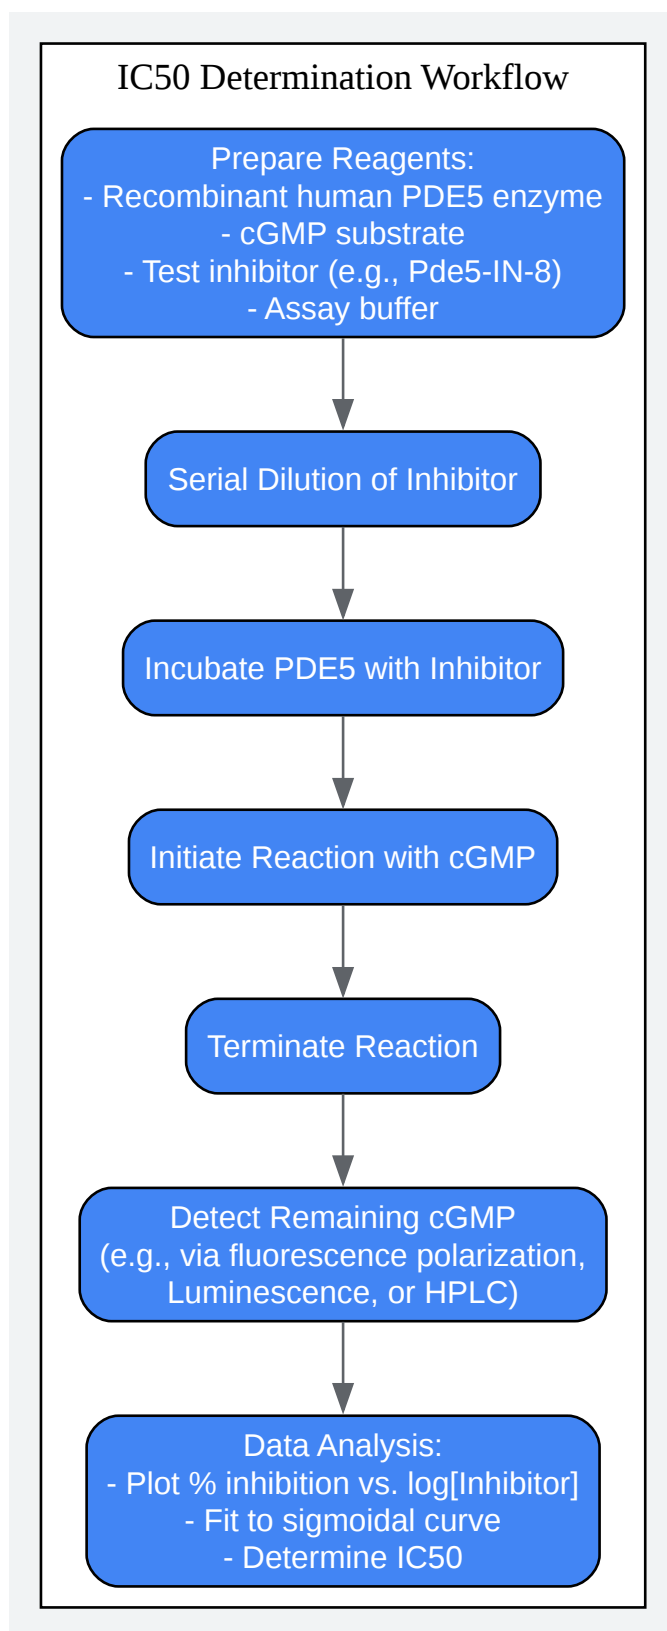 IC50 Determination Workflow
Prepare Reagents:
- Recombinant human PDE5 enzyme
- cGMP substrate
- Test inhibitor (e.g., Pde5-IN-8)
- Assay buffer
Serial Dilution of Inhibitor
Incubate PDE5 with Inhibitor
Initiate Reaction with cGMP
Terminate Reaction
Detect Remaining cGMP
(e.g., via fluorescence polarization,
Luminescence, or HPLC)
Data Analysis:
- Plot % inhibition vs. log[Inhibitor]
- Fit to sigmoidal curve
- Determine IC50